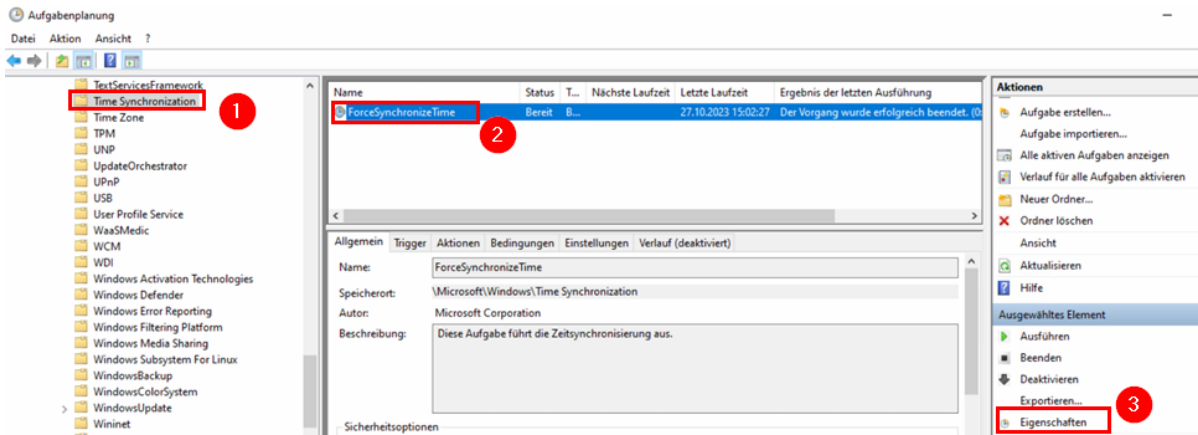 Aufgabenplanung
Datei Aktion Ansicht ?
TextServicesFramework
Time Synchronization
1
Time Zone
TPM
UNP
UpdateOrchestrator
UPnP
USB
User Profile Service
WaaSMedic
WCM
WDI
Windows Activation Technologies
Windows Defender
Windows Error Reporting
Windows Filtering Platform
Windows Media Sharing
Windows Subsystem For Linux
WindowsBackup
WindowsColorSystem
WindowsUpdate
Wininet
Name Status T... Nächste Laufzeit Letzte Laufzeit Ergebnis der letzten Ausführung
ForceSynchronizeTime Bereit B... 27.10.2023 15:02:27 Der Vorgang wurde erfolgreich beendet. (0:
2
Allgemein Trigger Aktionen Bedingungen Einstellungen Verlauf (deaktiviert)
Name: ForceSynchronizeTime
Speicherort: \Microsoft\Windows\Time Synchronization
Autor: Microsoft Corporation
Beschreibung: Diese Aufgabe führt die Zeitsynchronisierung aus.
Sicherheitsoptionen
Aktionen
Aufgabe erstellen...
Aufgabe importieren...
Alle aktiven Aufgaben anzeigen
Verlauf für alle Aufgaben aktivieren
Neuer Ordner...
Ordner löschen
Ansicht
Aktualisieren
Hilfe
Ausgewähltes Element
Ausführen
Beenden
Deaktivieren
Exportieren...
3
Eigenschaften